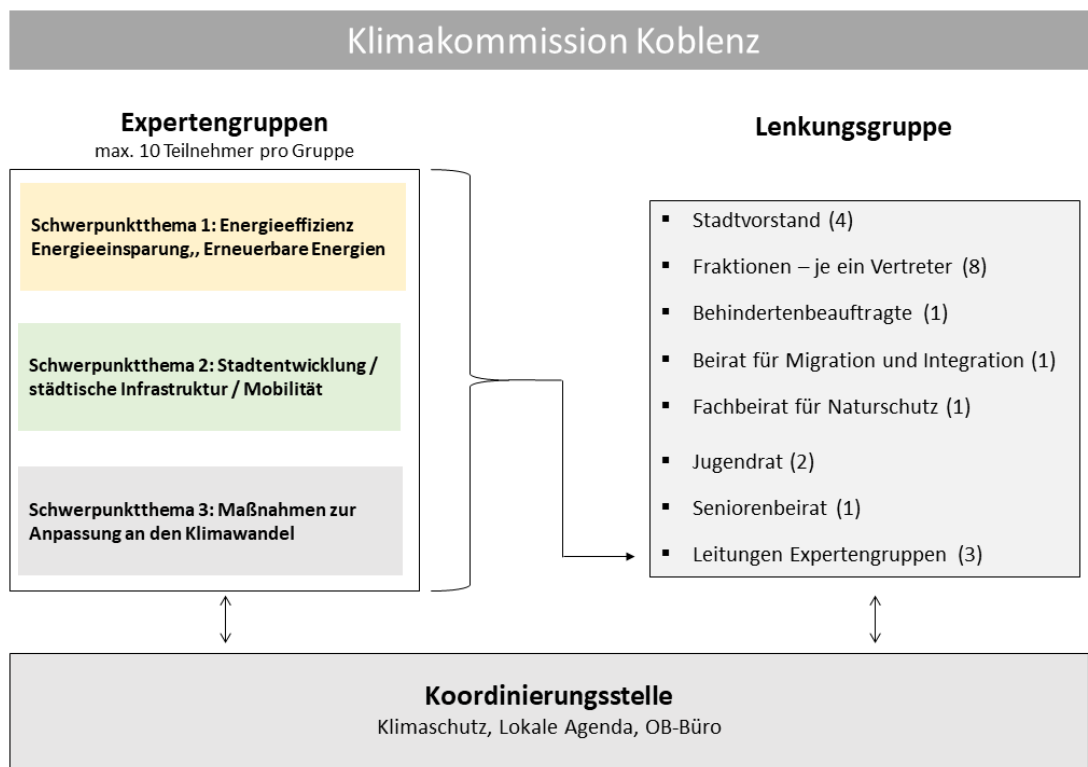 Klimakommission Koblenz
Expertengruppen
max. 10 Teilnehmer pro Gruppe
Schwerpunktthema 1: Energieeffizienz
Energieeinsparung,, Erneuerbare Energien
Schwerpunktthema 2: Stadtentwicklung /
städtische Infrastruktur / Mobilität
Schwerpunktthema 3: Maßnahmen zur
Anpassung an den Klimawandel
Lenkungsgruppe
▪ Stadtvorstand (4)
▪ Fraktionen – je ein Vertreter (8)
▪ Behindertenbeauftragte (1)
▪ Beirat für Migration und Integration (1)
▪ Fachbeirat für Naturschutz (1)
▪ Jugendrat (2)
▪ Seniorenbeirat (1)
▪ Leitungen Expertengruppen (3)
Koordinierungsstelle
Klimaschutz, Lokale Agenda, OB-Büro